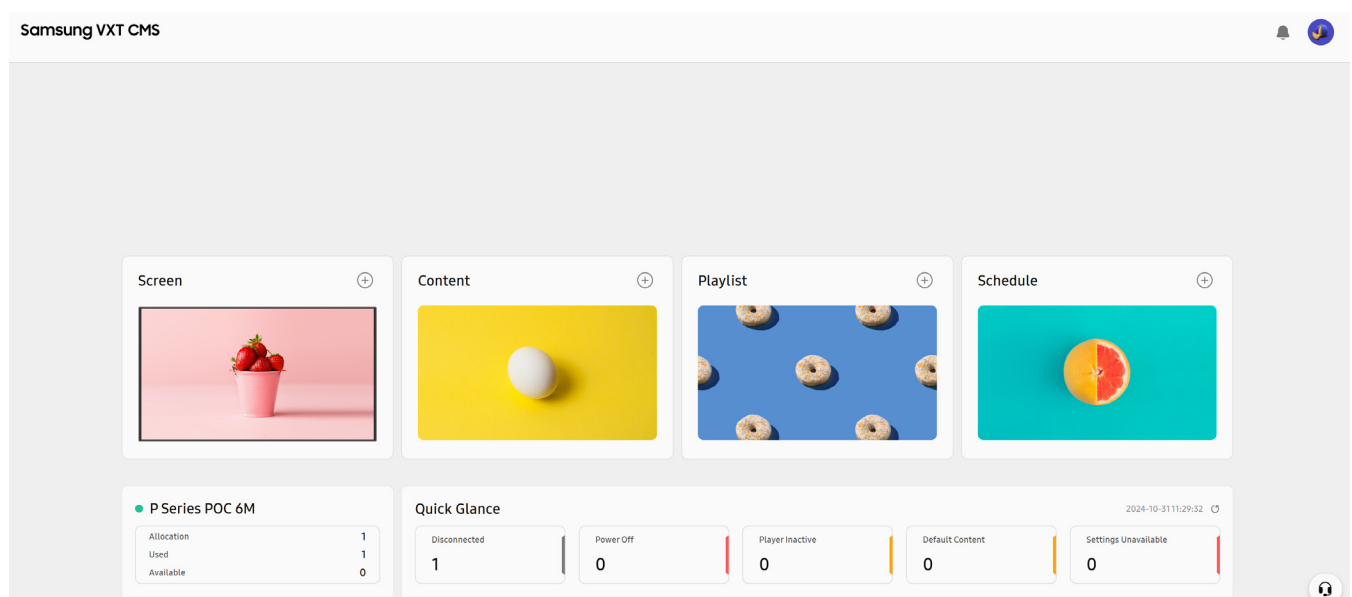 Samsung VXT CMS
Screen
Content
Playlist
Schedule
P Series POC 6M
Allocation 1
Used 1
Available 0
Quick Glance
2024-10-31 11:29:32
Disconnected
1
Power Off
0
Player Inactive
0
Default Content
0
Settings Unavailable
0